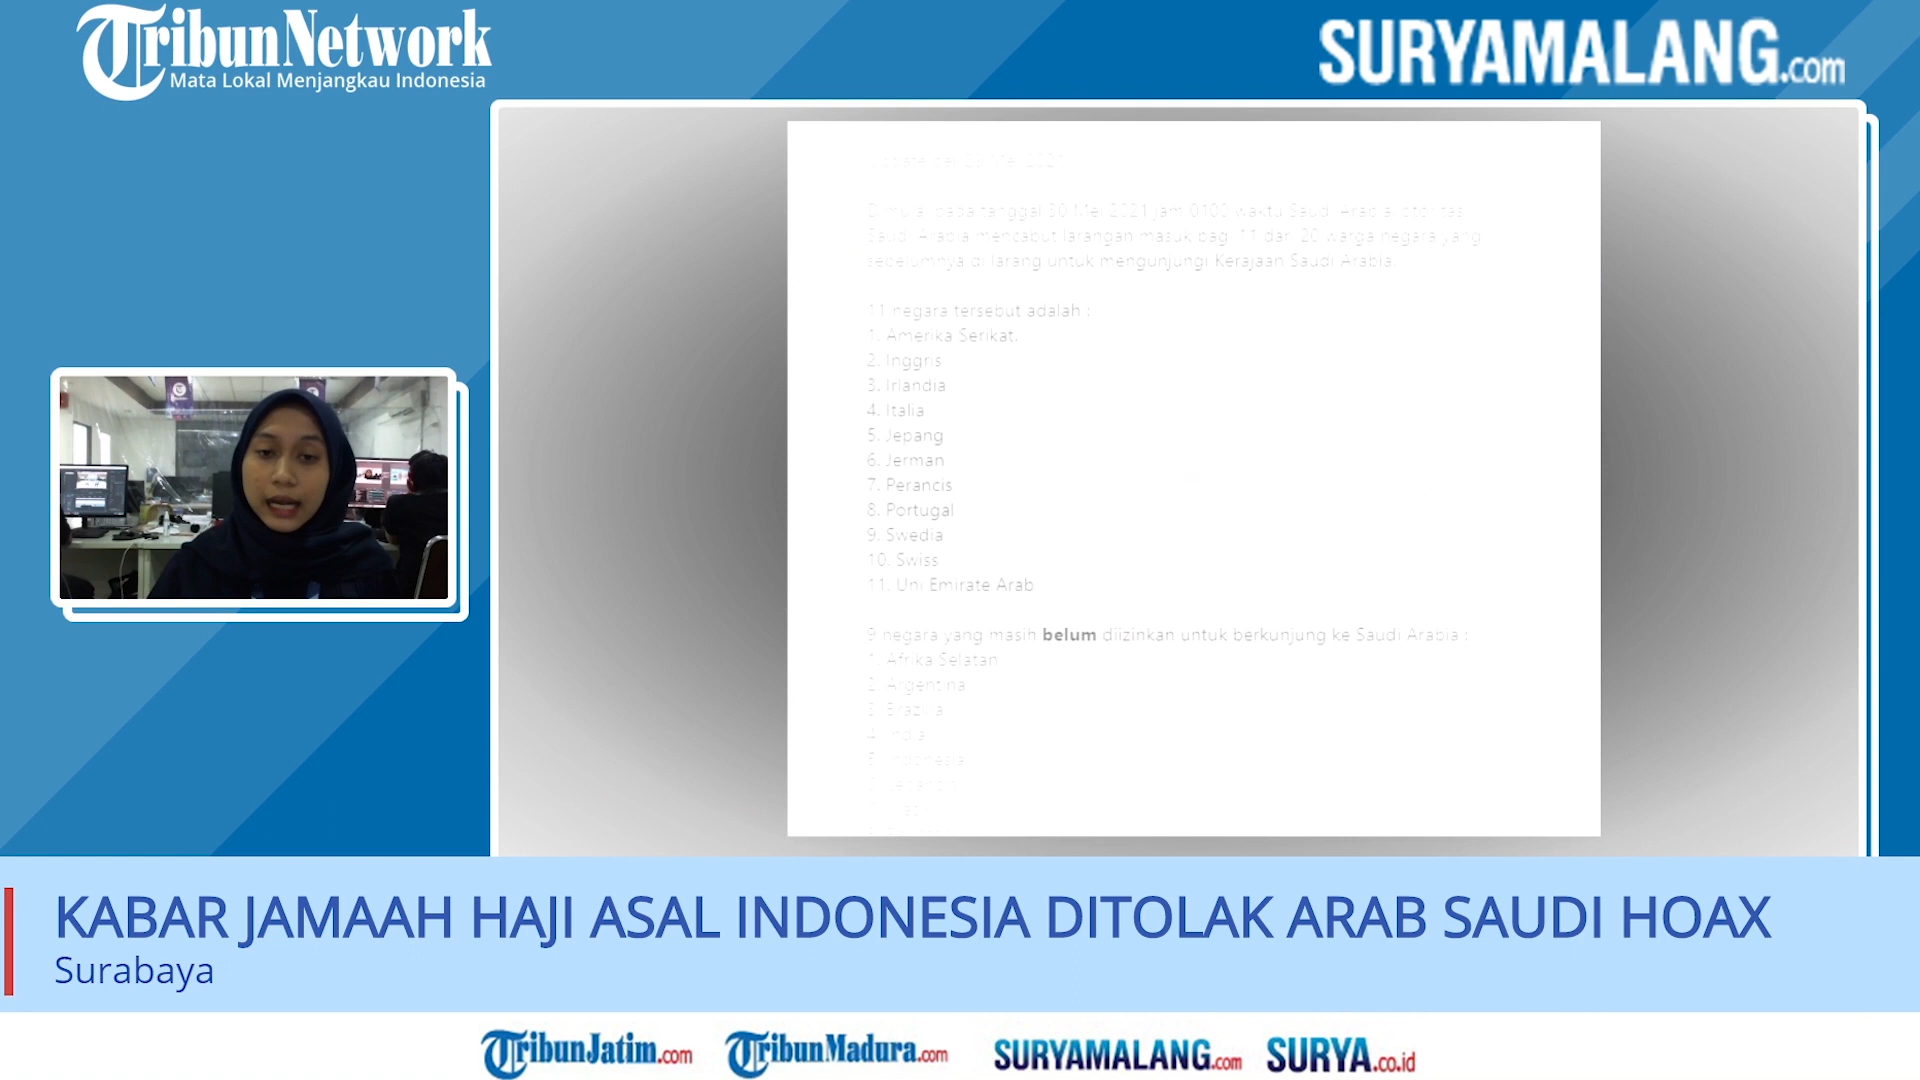 TribunNetwork
Mata Lokal Menjangkau Indonesia
SURYAMALANG.com
Update per 29 Mei 2021
Dimulai pada tanggal 30 Mei 2021 jam 0100 waktu Saudi Arabia, otoritas
Saudi Arabia mencabut larangan masuk bagi 11 dari 20 warga negara yang
sebelumnya di larang untuk mengunjungi Kerajaan Saudi Arabia.
11 negara tersebut adalah :
1. Amerika Serikat.
2. Inggris
3. Irlandia
4. Italia
5. Jepang
6. Jerman
7. Perancis
8. Portugal
9. Swedia
10. Swiss
11. Uni Emirate Arab
9 negara yang masih belum diizinkan untuk berkunjung ke Saudi Arabia :
1. Afrika Selatan
2. Argentina
3. Brazilia
4. India
5. Indonesia
KABAR JAMAAH HAJI ASAL INDONESIA DITOLAK ARAB SAUDI HOAX
Surabaya
TribunJatim.com TribunMadura.com SURYAMALANG.com SURYA.co.id